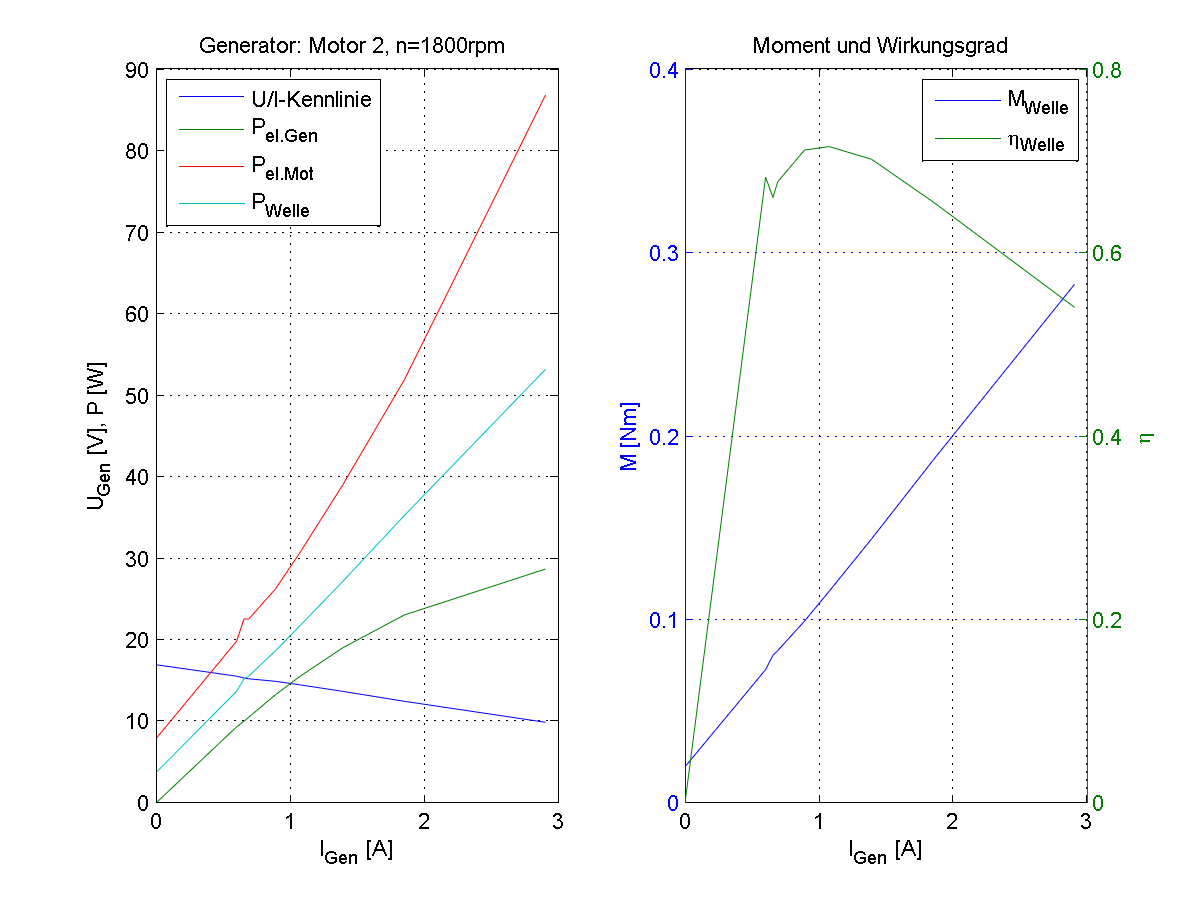 Generator: Motor 2, n=1800rpm
90
80
70
60
50
40
30
20
10
0
U/I-Kennlinie
P_el.Gen
P_el.Mot
P_Welle
U_Gen [V], P [W]
0 1 2 3
I_Gen [A]
Moment und Wirkungsgrad
0.4
0.3
0.2
0.1
0
M_Welle
η_Welle
M [Nm]
0.8
0.6
0.4
0.2
0
η
0 1 2 3
I_Gen [A]